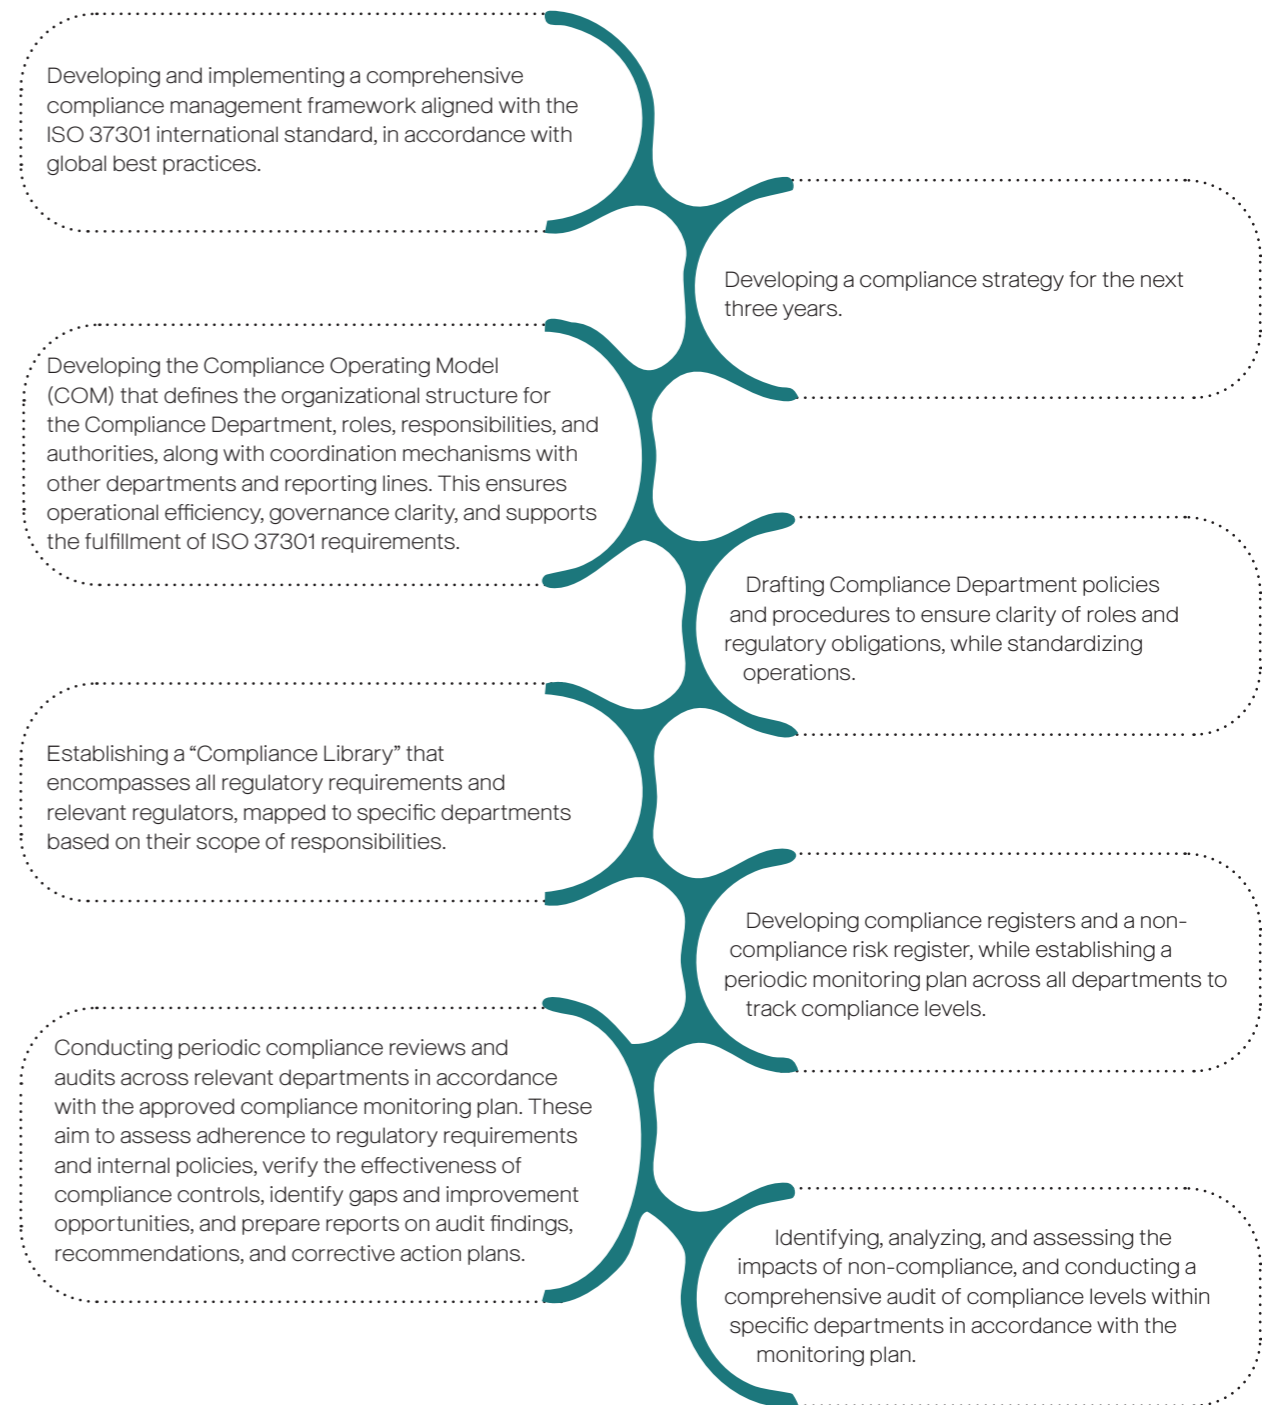 Developing and implementing a comprehensive
compliance management framework aligned with the
ISO 37301 international standard, in accordance with
global best practices.
Developing a compliance strategy for the next
three years.
Developing the Compliance Operating Model
(COM) that defines the organizational structure for
the Compliance Department, roles, responsibilities, and
authorities, along with coordination mechanisms with
other departments and reporting lines. This ensures
operational efficiency, governance clarity, and supports
the fulfillment of ISO 37301 requirements.
Drafting Compliance Department policies
and procedures to ensure clarity of roles and
regulatory obligations, while standardizing
operations.
Establishing a “Compliance Library” that
encompasses all regulatory requirements and
relevant regulators, mapped to specific departments
based on their scope of responsibilities.
Developing compliance registers and a non-
compliance risk register, while establishing a
periodic monitoring plan across all departments to
track compliance levels.
Conducting periodic compliance reviews and
audits across relevant departments in accordance
with the approved compliance monitoring plan. These
aim to assess adherence to regulatory requirements
and internal policies, verify the effectiveness of
compliance controls, identify gaps and improvement
opportunities, and prepare reports on audit findings,
recommendations, and corrective action plans.
Identifying, analyzing, and assessing the
impacts of non-compliance, and conducting a
comprehensive audit of compliance levels within
specific departments in accordance with the
monitoring plan.